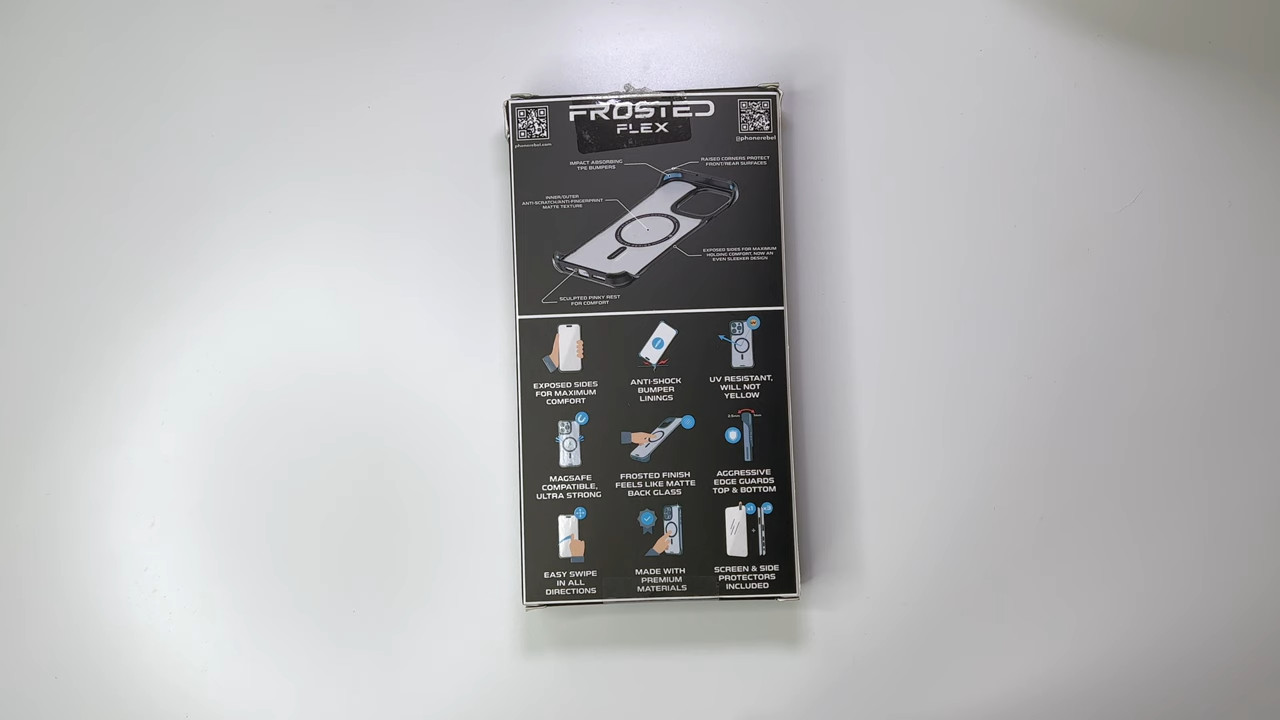 FROSTED
FLEX
phonerebel.com
@phonerebel
IMPACT ABSORBING
TPE BUMPERS
RAISED CORNERS PROTECT
FRONT/REAR SURFACES
INNER/OUTER
ANTI-SCRATCH/ANTI-FINGERPRINT
MATTE TEXTURE
EXPOSED SIDES FOR MAXIMUM
HOLDING COMFORT, NOW AN
EVEN SLEEKER DESIGN
SCULPTED PINKY REST
FOR COMFORT
EXPOSED SIDES
FOR MAXIMUM
COMFORT
ANTI-SHOCK
BUMPER
LININGS
UV RESISTANT,
WILL NOT
YELLOW
MAGSAFE
COMPATIBLE,
ULTRA STRONG
FROSTED FINISH
FEELS LIKE MATTE
BACK GLASS
AGGRESSIVE
EDGE GUARDS
TOP & BOTTOM
EASY SWIPE
IN ALL
DIRECTIONS
MADE WITH
PREMIUM
MATERIALS
SCREEN & SIDE
PROTECTORS
INCLUDED